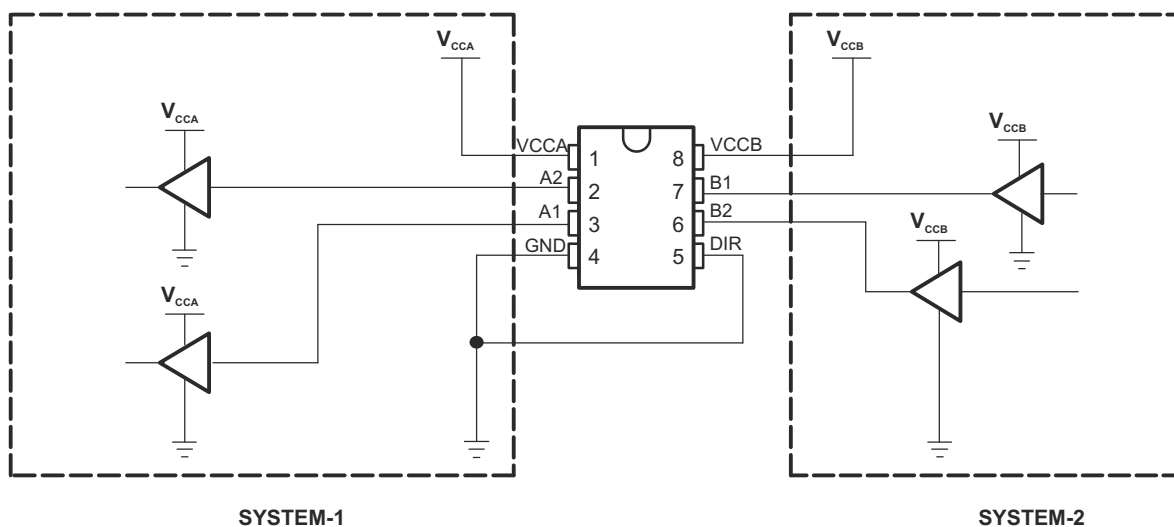 VCCA
VCCB
VCCA
VCCB
VCCA 1 8 VCCB
A2 2 7 B1
A1 3 6 B2
GND 4 5 DIR
VCCB
VCCA
SYSTEM-1 SYSTEM-2